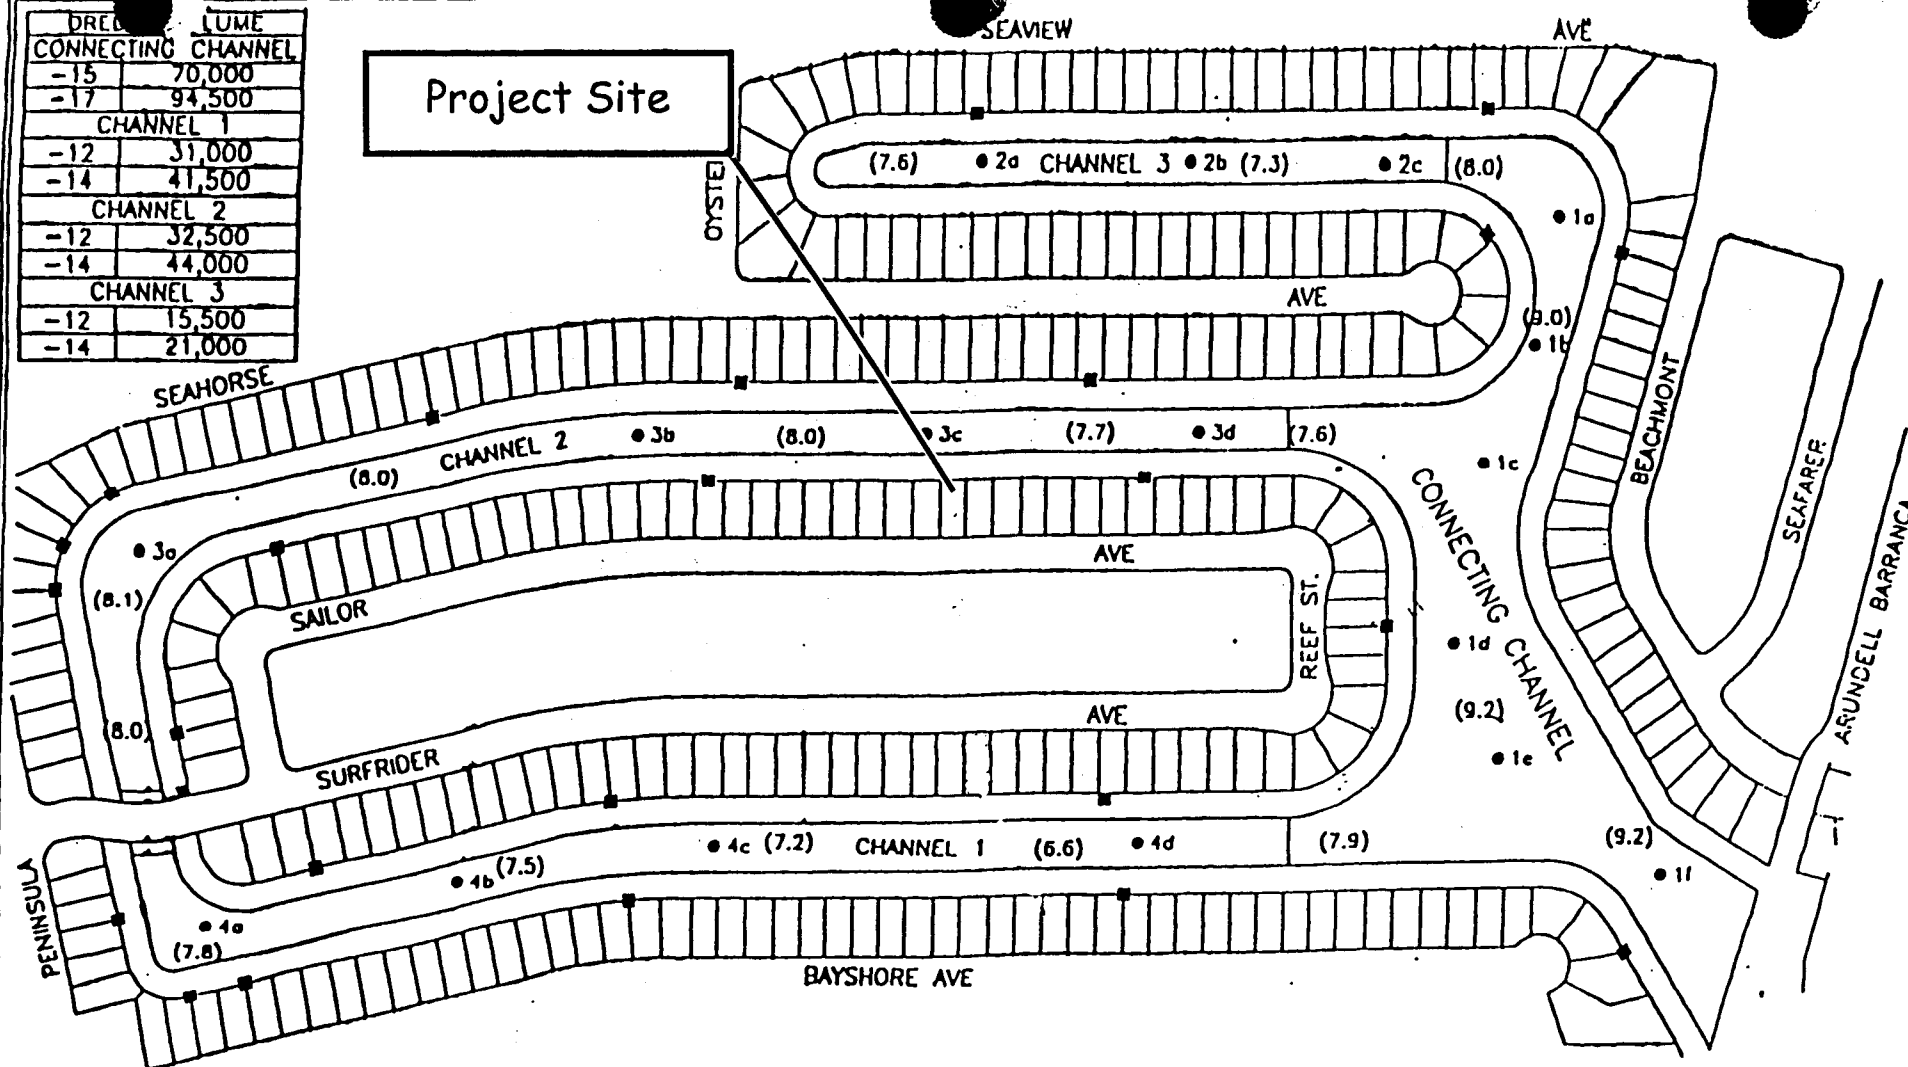 SEAVIEW AVE
CONNECTING CHANNEL
-15 70,000
-17 94,500
CHANNEL 1
-12 31,000
-14 41,500
CHANNEL 2
-12 32,500
-14 44,000
CHANNEL 3
-12 15,500
-14 21,000
Project Site
OYSTER
(7.6) 2a CHANNEL 3 2b (7.3) 2c (8.0)
1a
AVE
(9.0)
1b
SEAHORSE
CHANNEL 2 3b (8.0) 3c (7.7) 3d (7.6)
(8.0)
1c
BEACHMONT
SEAFARER
ARUNDELL BARRANCA
CONNECTING CHANNEL
3a
(8.1)
AVE
SAILOR
REEF ST.
1d
(9.2)
(8.0)
AVE
SURFRIDER
1e
4c (7.2) CHANNEL 1 (6.6) 4d (7.9)
(9.2)
1f
4b (7.5)
PENINSULA
4a
(7.8)
BAYSHORE AVE